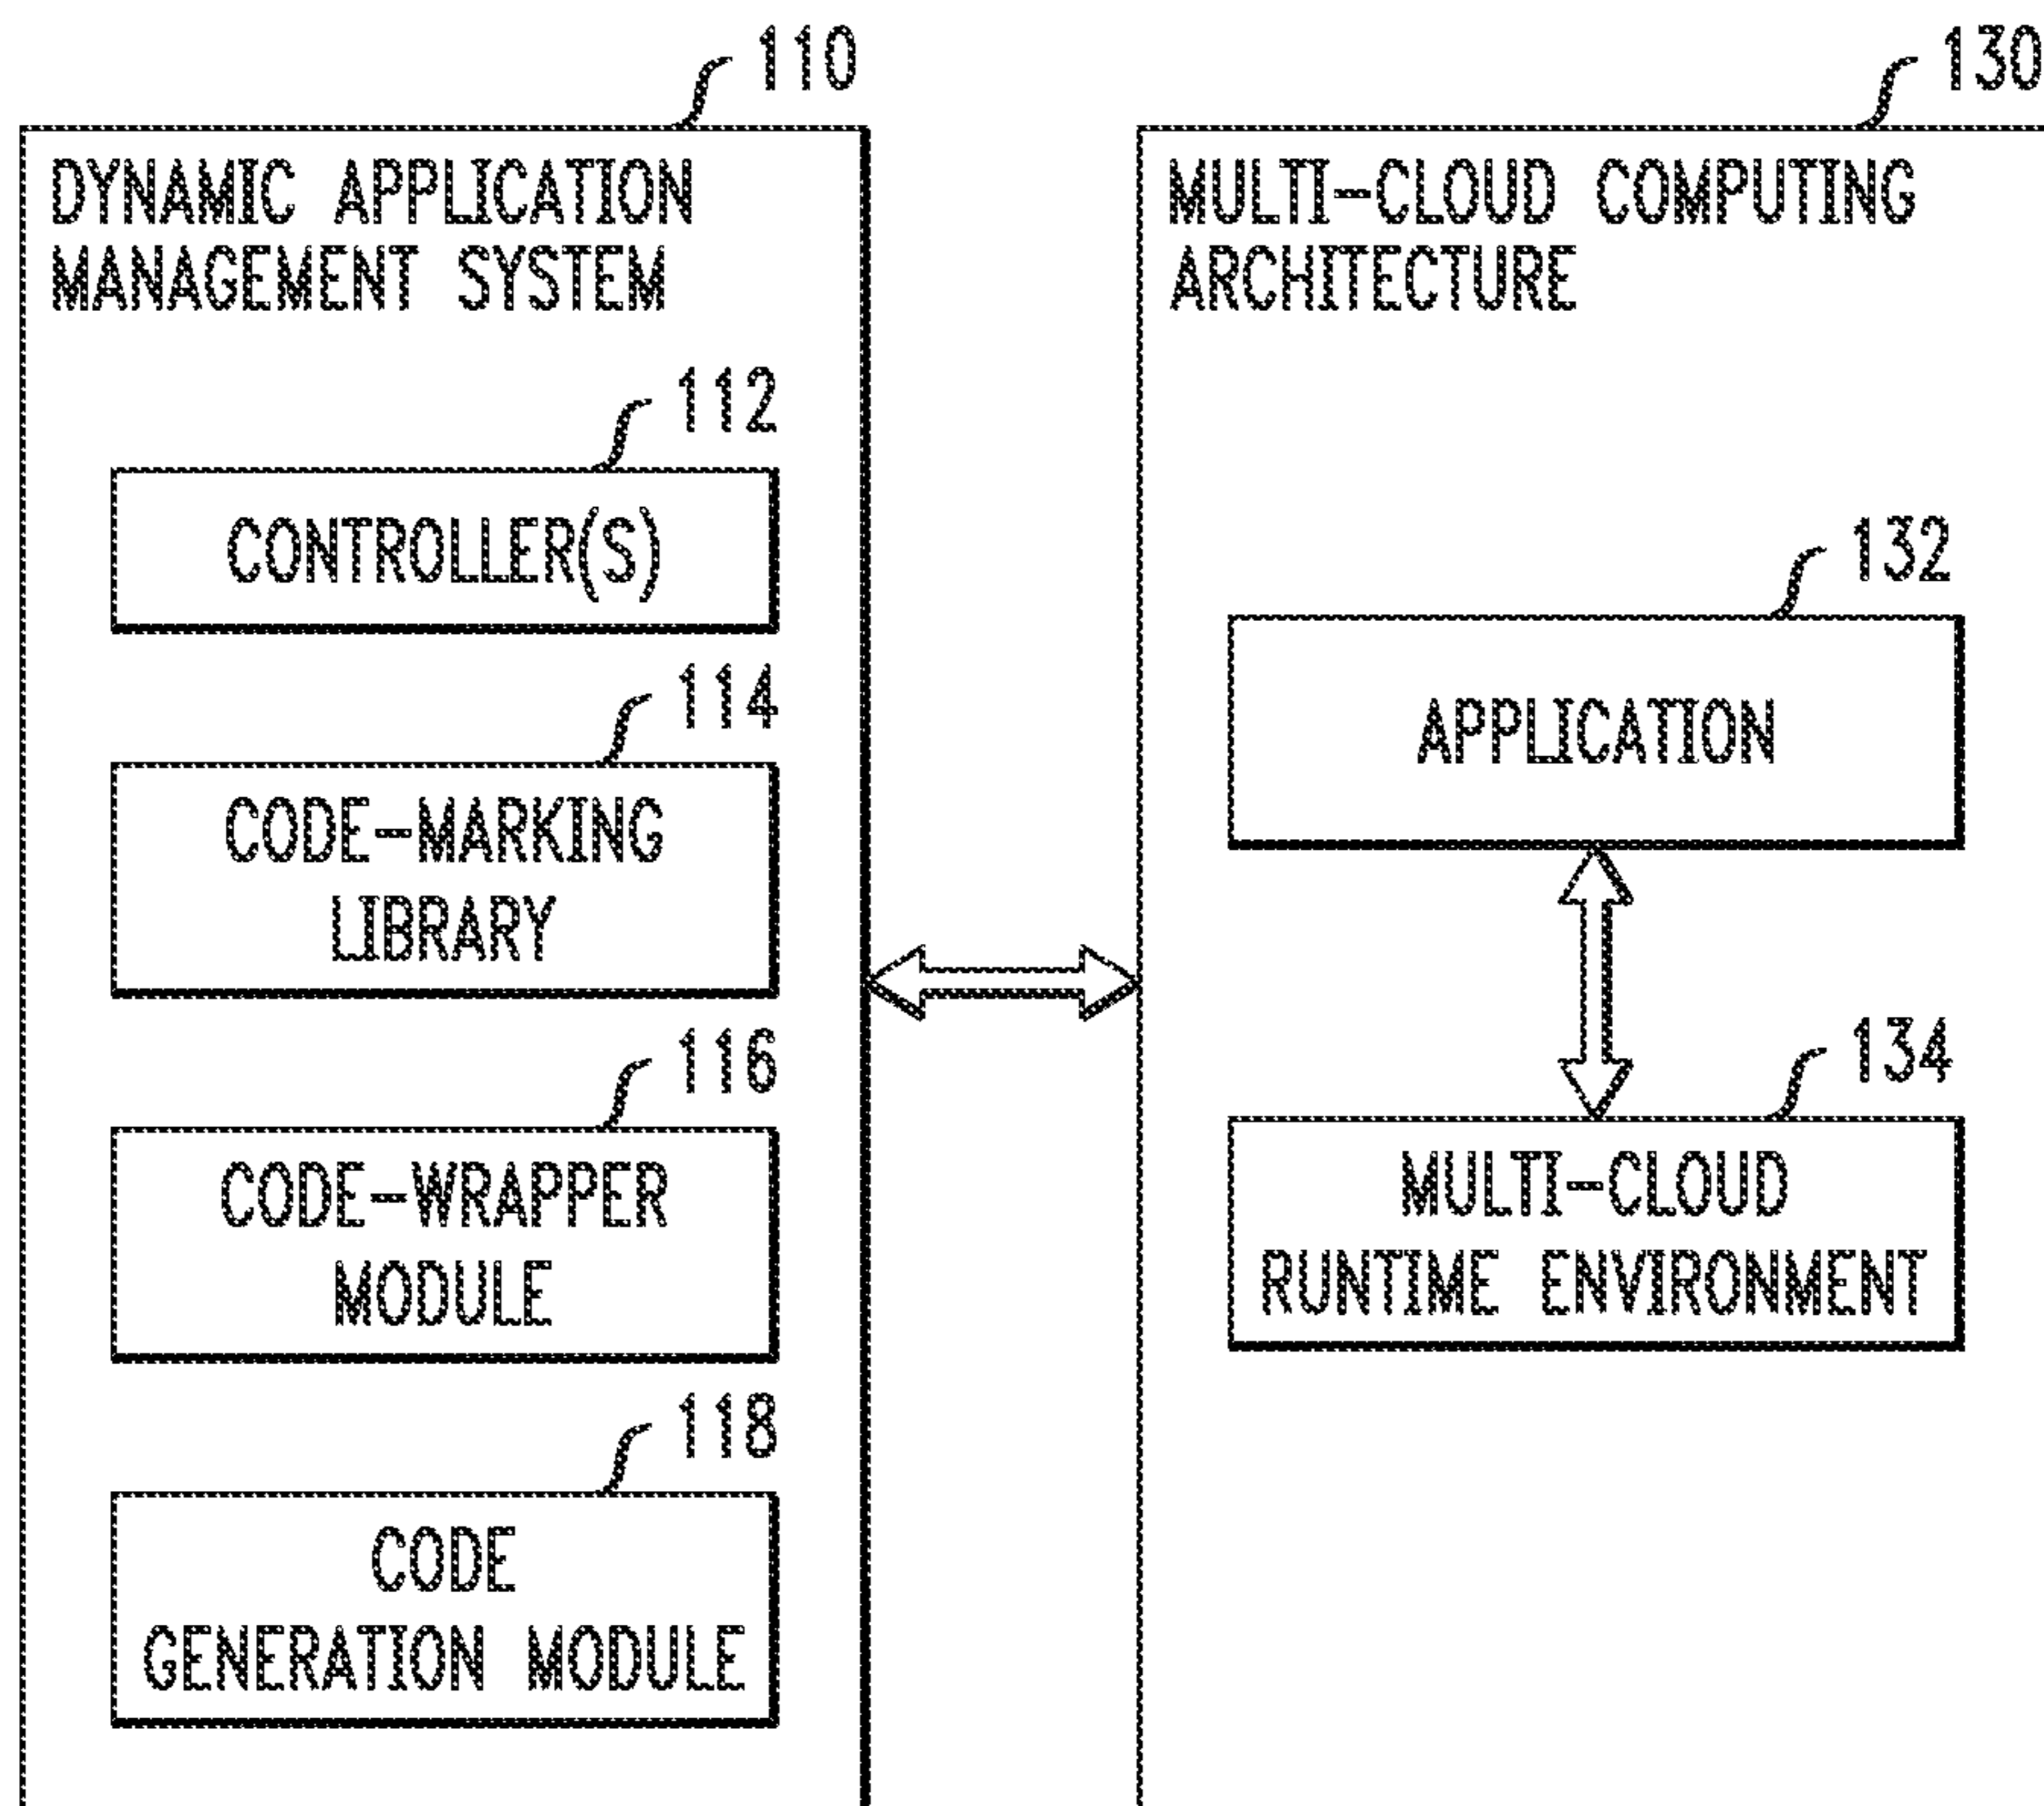 110
DYNAMIC APPLICATION
MANAGEMENT SYSTEM
112
CONTROLLER(S)
114
CODE-MARKING
LIBRARY
116
CODE-WRAPPER
MODULE
118
CODE
GENERATION MODULE
130
MULTI-CLOUD COMPUTING
ARCHITECTURE
132
APPLICATION
134
MULTI-CLOUD
RUNTIME ENVIRONMENT